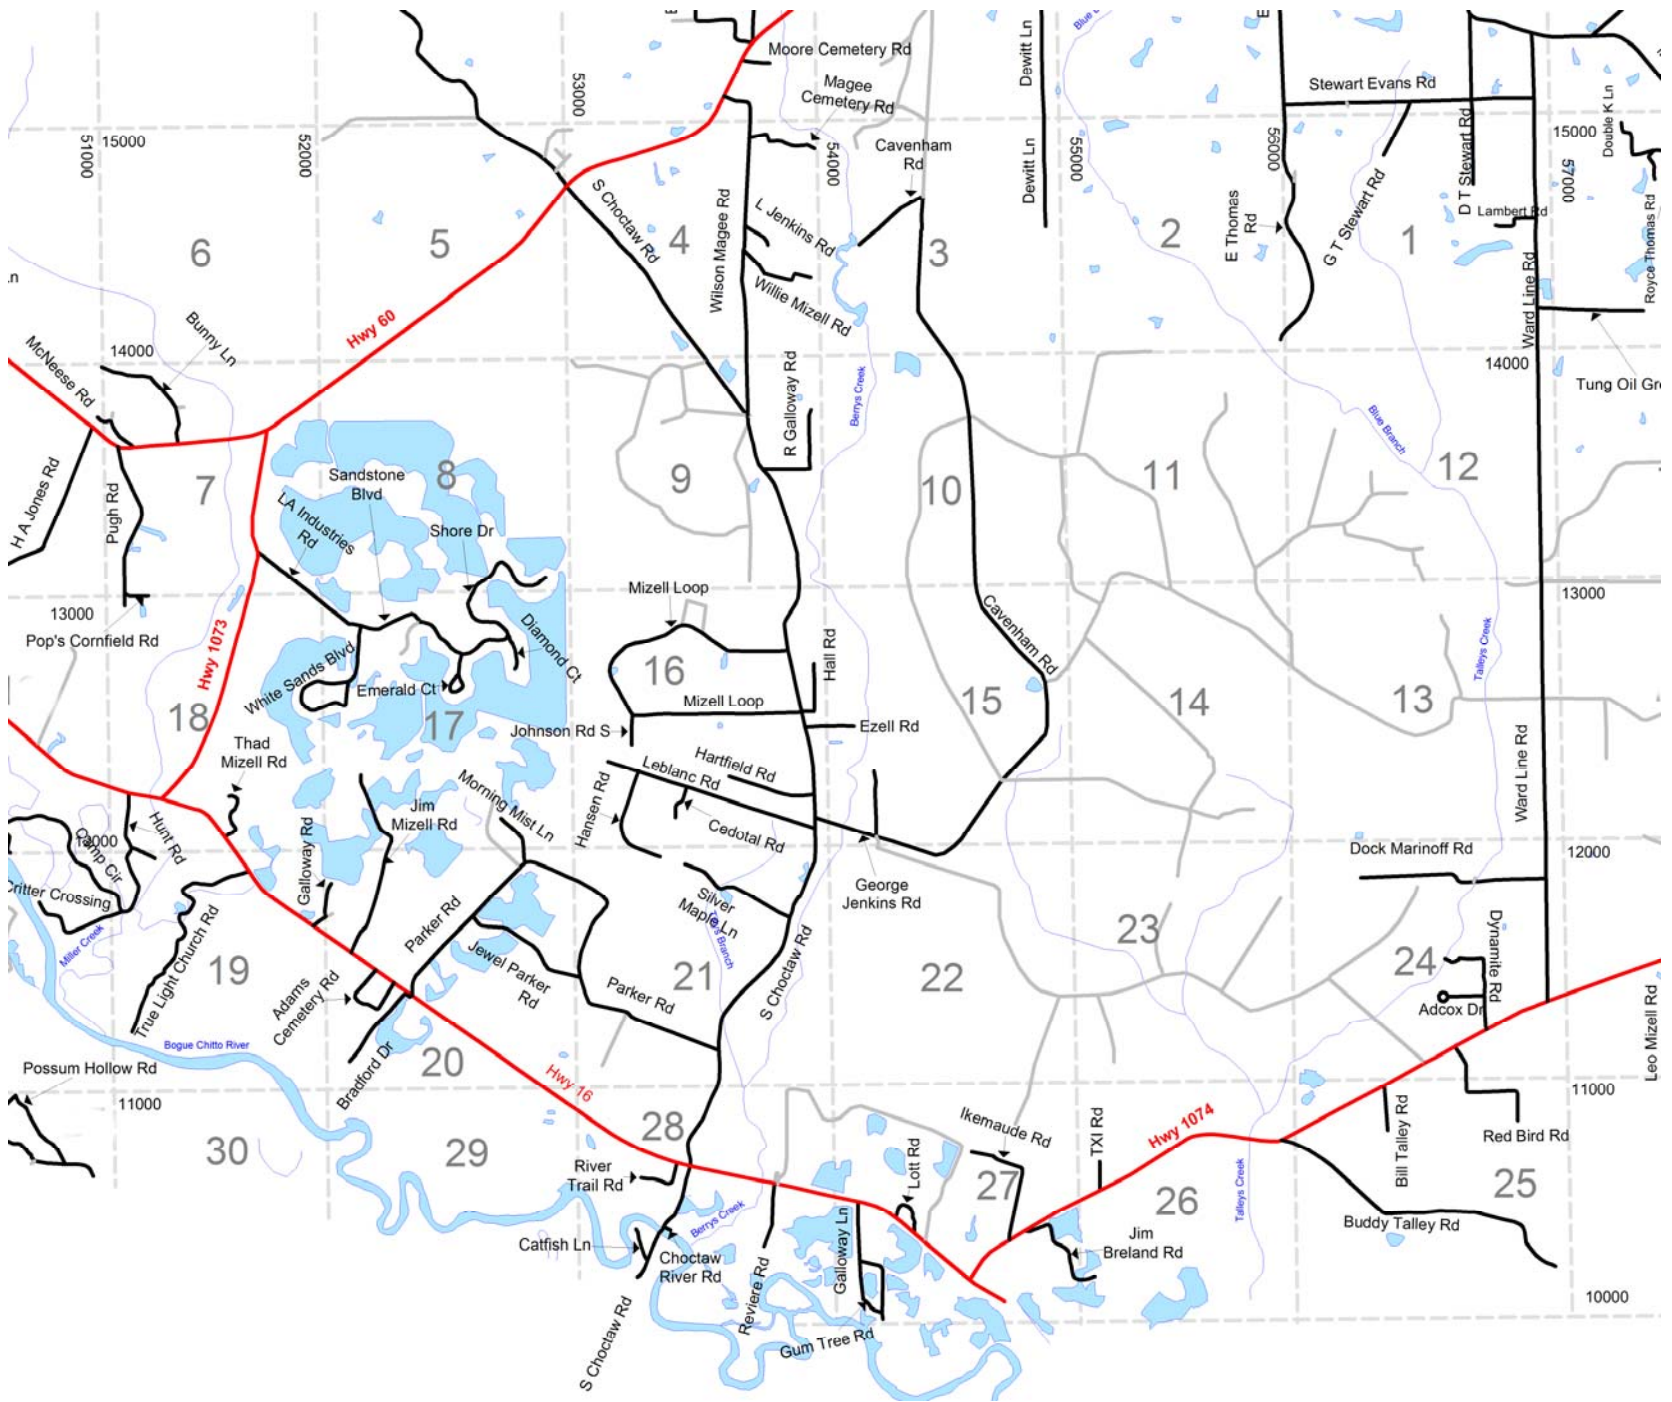 Moore Cemetery Rd
Magee
Cemetery Rd
Cavenham
Rd
Dewitt Ln
Dewitt Ln
Stewart Evans Rd
Double K Ln
53000
51000
15000
52000
54000
55000
56000
15000
57000
S Choctaw Rd
Wilson Magee Rd
L Jenkins Rd
Willie Mizell Rd
E Thomas
Rd
G T Stewart Rd
D T Stewart Rd
Lambert Rd
Ward Line Rd
Royce Thomas Rd
6
5
4
3
2
1
Hwy 60
Bunny Ln
McNeese Rd
14000
14000
Tung Oil Gr
R Galloway Rd
Berrys Creek
Blue Branch
H A Jones Rd
Pugh Rd
7
8
9
10
11
12
Sandstone
Blvd
LA Industries
Rd
Shore Dr
Mizell Loop
Diamond Ct
13000
13000
Pop's Cornfield Rd
Hwy 1073
White Sands Blvd
Emerald Ct
Hall Rd
Cavenham Rd
Talleys Creek
16
Mizell Loop
18
17
15
14
13
Johnson Rd S
Ezell Rd
Thad
Mizell Rd
Hartfield Rd
Leblanc Rd
Hansen Rd
Cedotal Rd
Ward Line Rd
Morning Mist Ln
Jim
Mizell Rd
Galloway Rd
Hunt Rd
12000
Camp Cir
Critter Crossing
Dock Marinoff Rd
12000
George
Jenkins Rd
Silver
Maple Ln
Branch
Miller Creek
True Light Church Rd
Parker Rd
Jewel Parker
Rd
Parker Rd
S Choctaw Rd
19
21
22
23
24
Dynamite Rd
Adcox Dr
Adams
Cemetery Rd
Bogue Chitto River
Bradford Dr
20
Leo Mizell Rd
Possum Hollow Rd
11000
Hwy 16
11000
30
29
28
Ikemaude Rd
TXI Rd
Hwy 1074
Bill Talley Rd
Red Bird Rd
River
Trail Rd
Lott Rd
27
26
25
Talleys Creek
Buddy Talley Rd
Catfish Ln
Choctaw
River Rd
Berrys Creek
Galloway Ln
Jim
Breland Rd
Reviere Rd
S Choctaw Rd
Gum Tree Rd
10000